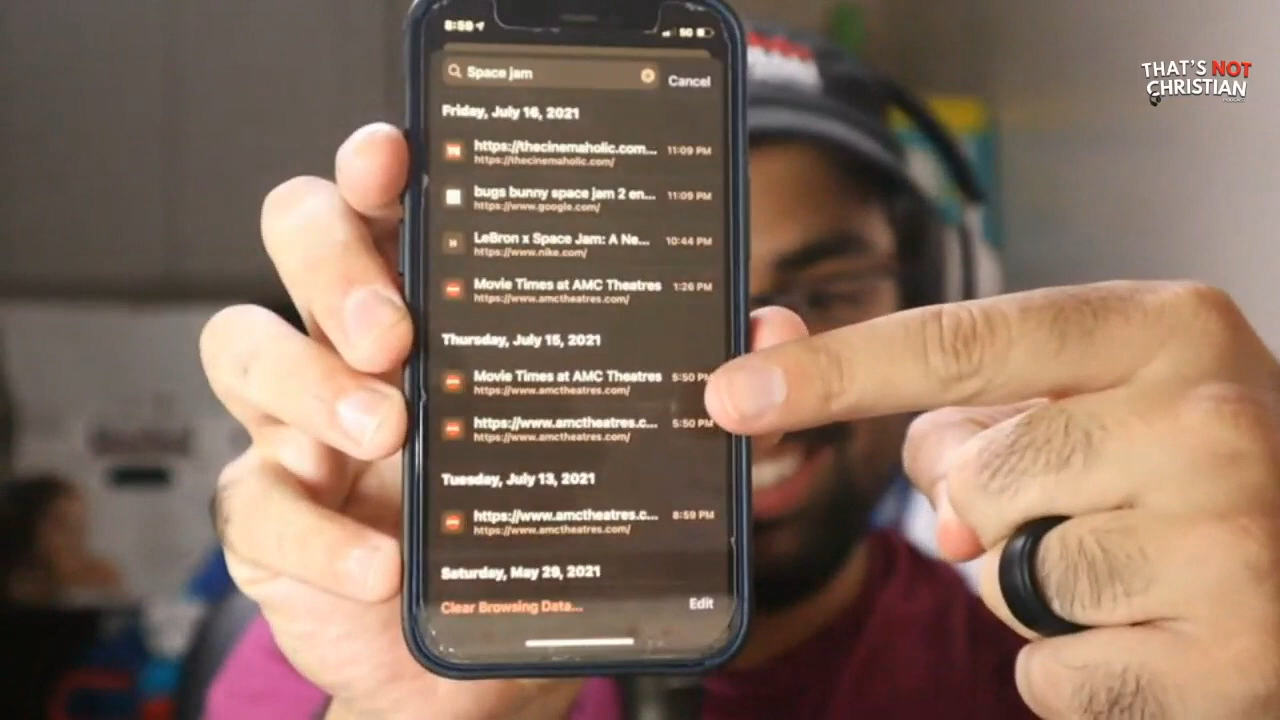 8:59
5G
Space jam
Cancel
Friday, July 16, 2021
https://thecinemaholic.com...
11:09 PM
https://thecinemaholic.com/
bugs bunny space jam 2 en...
11:09 PM
https://www.google.com/
LeBron x Space Jam: A Ne...
10:44 PM
https://www.nike.com/
Movie Times at AMC Theatres
1:26 PM
https://www.amctheatres.com/
Thursday, July 15, 2021
Movie Times at AMC Theatres
5:50 PM
https://www.amctheatres.com/
https://www.amctheatres.c...
5:50 PM
https://www.amctheatres.com/
Tuesday, July 13, 2021
https://www.amctheatres.c...
8:59 PM
https://www.amctheatres.com/
Saturday, May 29, 2021
Clear Browsing Data...
Edit
THAT'S NOT
CHRISTIAN
PODCAST